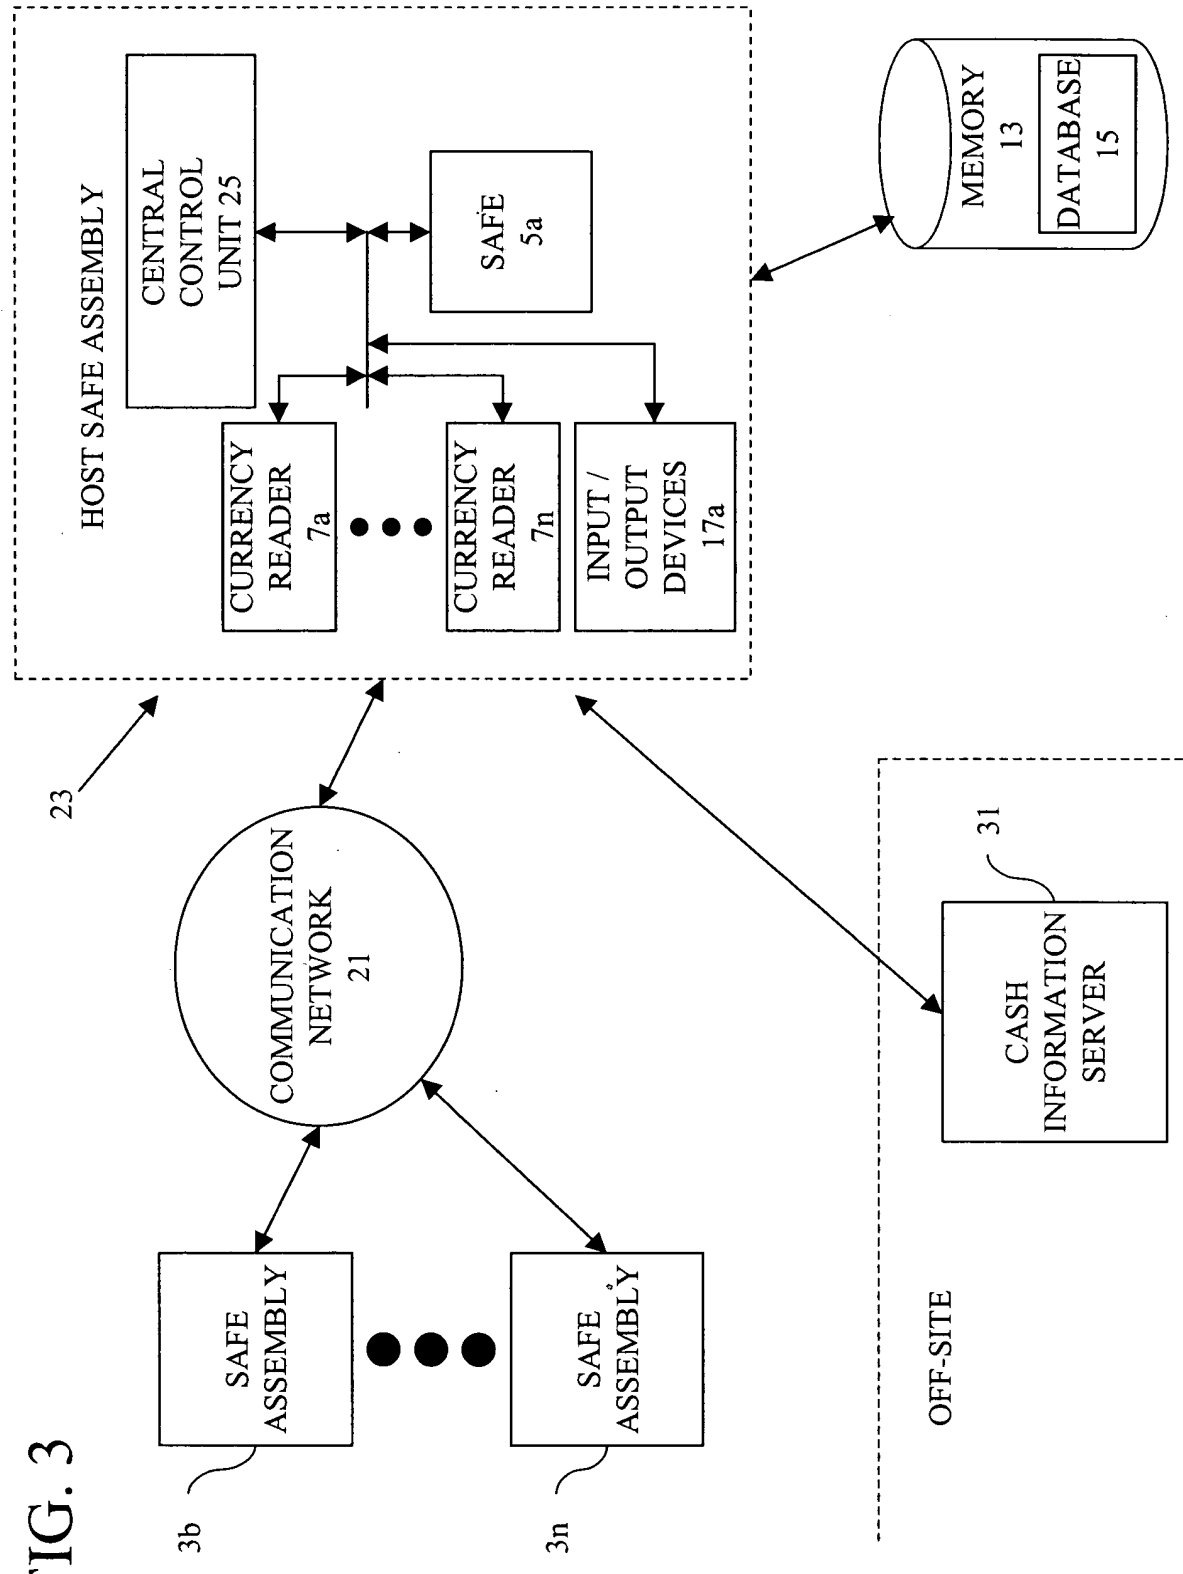 FIG. 3
3b
SAFE
ASSEMBLY
3n
SAFE
ASSEMBLY
COMMUNICATION
NETWORK
21
23
HOST SAFE ASSEMBLY
CENTRAL
CONTROL
UNIT 25
CURRENCY
READER
7a
CURRENCY
READER
7n
INPUT /
OUTPUT
DEVICES
17a
SAFE
5a
MEMORY
13
DATABASE
15
OFF-SITE
CASH
INFORMATION
SERVER
31